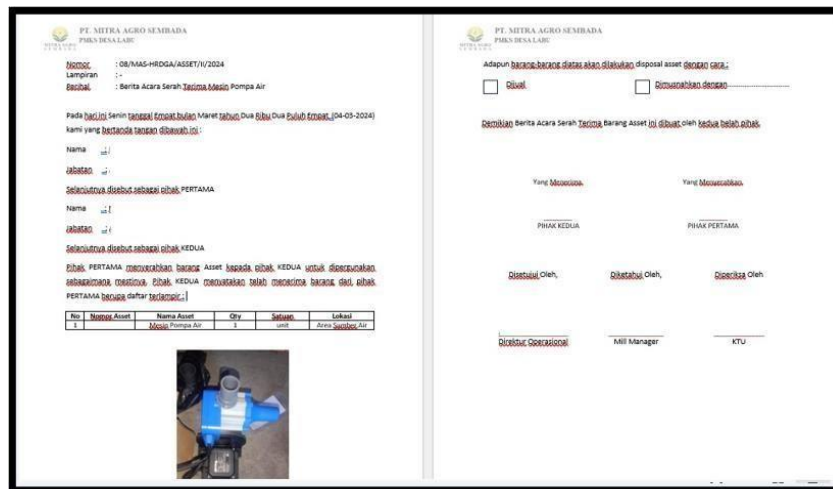 PT. MITRA AGRO SEMBADA
PMKS DESA LABU
MITRA AGRO
SEMBADA
Nomor : 08/MAS-HRDGA/ASSET/II/2024
Lampiran : -
Perihal : Berita Acara Serah Terima Mesin Pompa Air
Pada hari ini Senin tanggal Empat bulan Maret tahun Dua Ribu Dua Puluh Empat, (04-03-2024)
kami yang bertanda tangan dibawah ini :
Nama :
Jabatan :
Selanjutnya disebut sebagai pihak PERTAMA
Nama :
Jabatan :
Selanjutnya disebut sebagai pihak KEDUA
Pihak PERTAMA menyerahkan barang Asset kepada pihak KEDUA untuk dipergunakan
sebagaimana mestinya. Pihak KEDUA menyatakan telah menerima barang dari pihak
PERTAMA berupa daftar terlampir :
No Nomor Asset Nama Asset Qty Satuan Lokasi
1 Mesin Pompa Air 1 unit Area Sumber Air
PT. MITRA AGRO SEMBADA
PMKS DESA LABU
MITRA AGRO
SEMBADA
Adapun barang-barang diatas akan dilakukan disposal asset dengan cara :
Dijual Dimusnahkan dengan........................
Demikian Berita Acara Serah Terima Barang Asset ini dibuat oleh kedua belah pihak.
Yang Menerima, Yang Menyerahkan,
PIHAK KEDUA PIHAK PERTAMA
Disetujui Oleh, Diketahui Oleh, Diperiksa Oleh
Direktur Operasional Mill Manager KTU